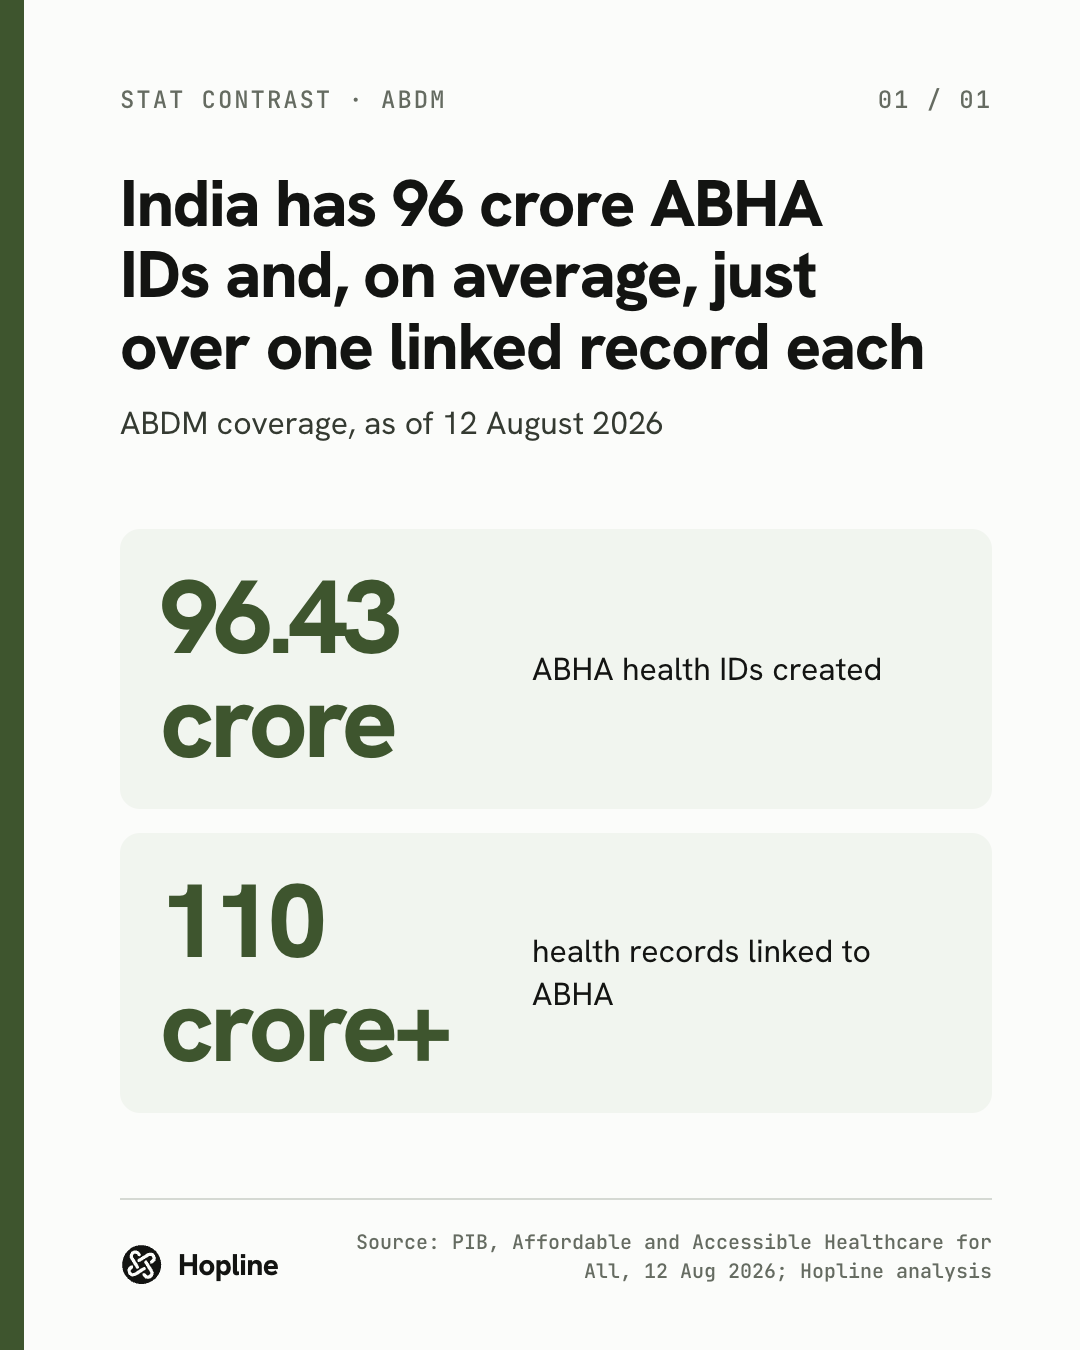 STAT CONTRAST · ABDM
01 / 01
India has 96 crore ABHA
IDs and, on average, just
over one linked record each
ABDM coverage, as of 12 August 2026
96.43
crore
ABHA health IDs created
110
crore+
health records linked to
ABHA
Hopline
Source: PIB, Affordable and Accessible Healthcare for
All, 12 Aug 2026; Hopline analysis